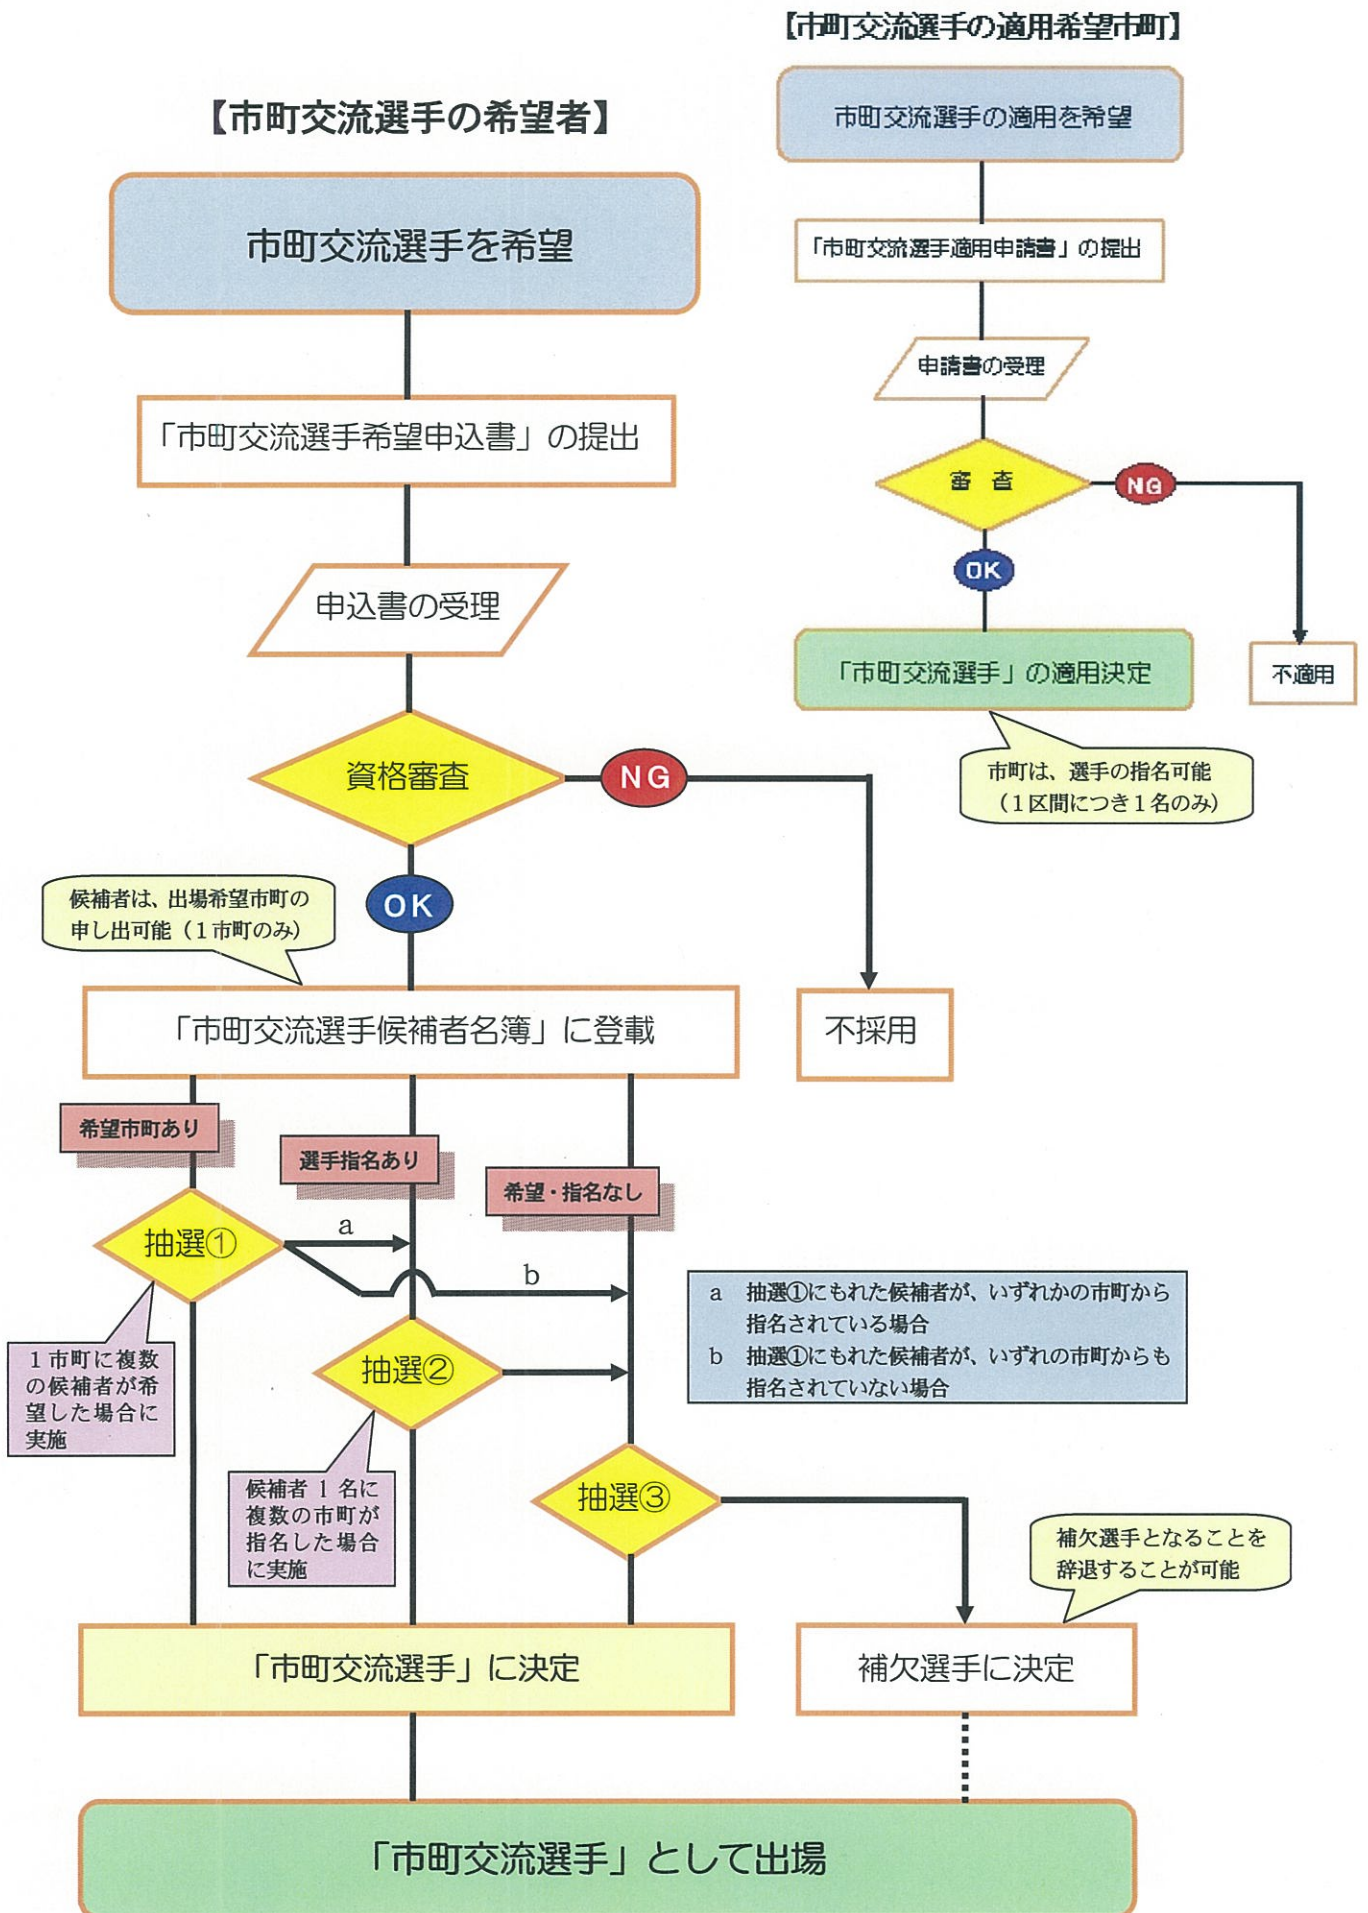 【市町交流選手の適用希望市町】
市町交流選手の適用を希望
「市町交流選手適用申請書」の提出
申請書の受理
審　査
NG
OK
「市町交流選手」の適用決定
不適用
市町は、選手の指名可能
（１区間につき１名のみ）
【市町交流選手の希望者】
市町交流選手を希望
「市町交流選手希望申込書」の提出
申込書の受理
資格審査
NG
OK
候補者は、出場希望市町の
申し出可能（１市町のみ）
「市町交流選手候補者名簿」に登載
不採用
希望市町あり
選手指名あり
希望・指名なし
抽選①
a
b
１市町に複数
の候補者が希
望した場合に
実施
抽選②
候補者 １ 名に
複数の市町が
指名した場合
に実施
a　抽選①にもれた候補者が、いずれかの市町から
指名されている場合
b　抽選①にもれた候補者が、いずれの市町からも
指名されていない場合
抽選③
補欠選手となることを
辞退することが可能
「市町交流選手」に決定
補欠選手に決定
「市町交流選手」として出場